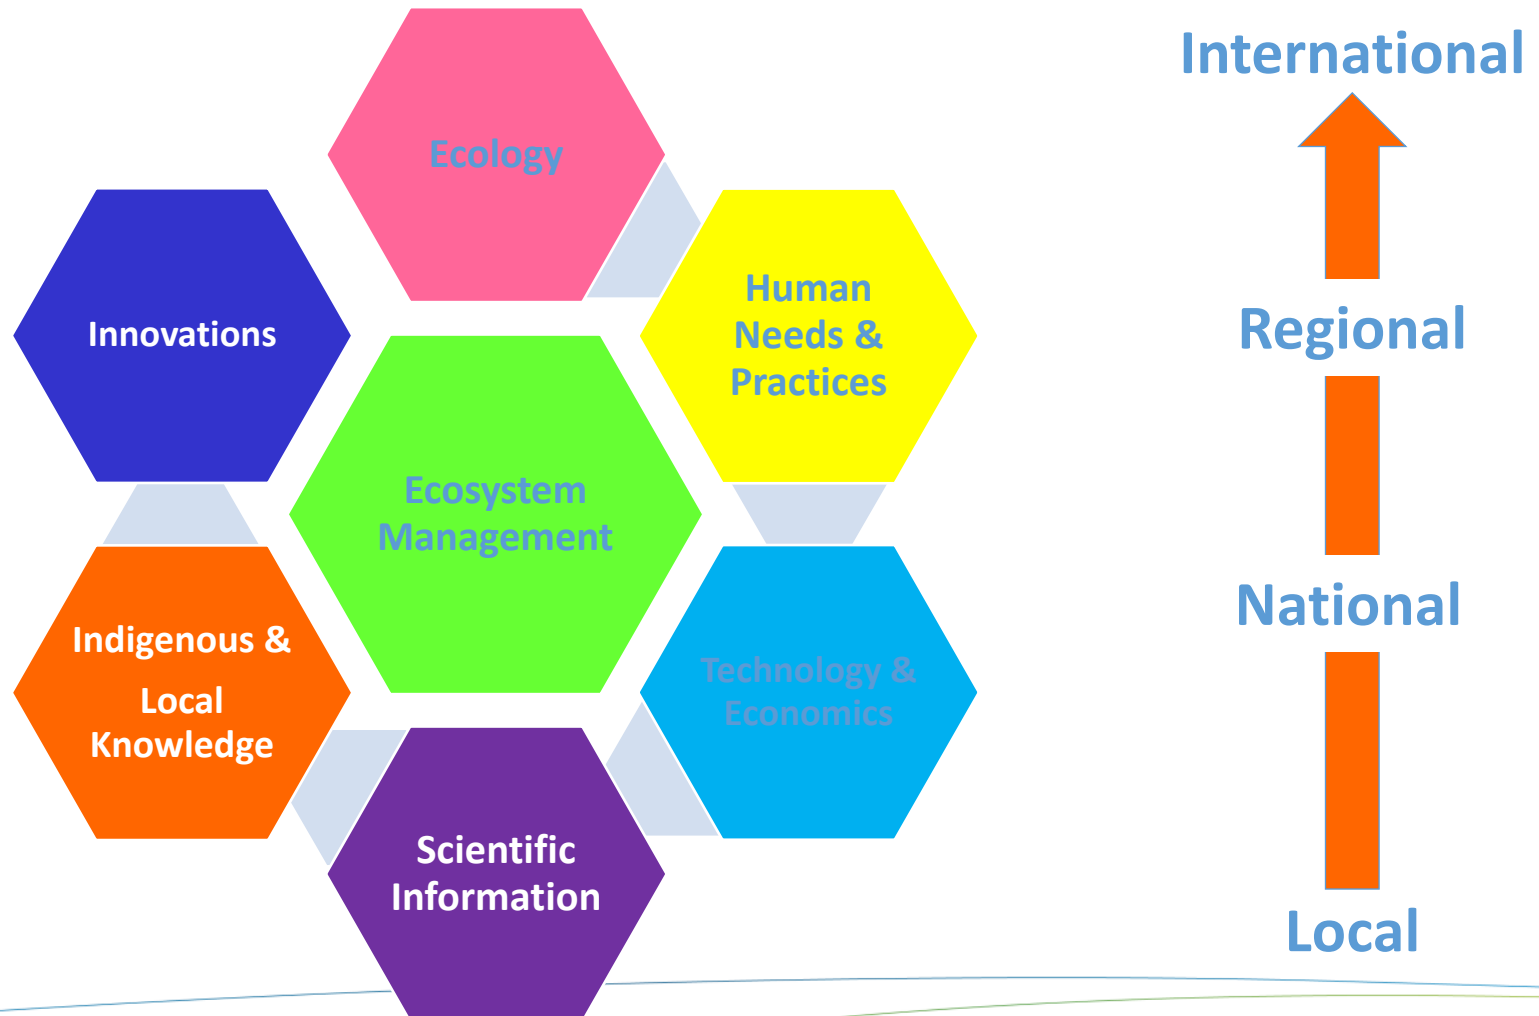 Ecology
Human
Needs &
Practices
Technology &
Economics
Scientific
Information
Indigenous &
Local
Knowledge
Innovations
Ecosystem
Management
International
Regional
National
Local